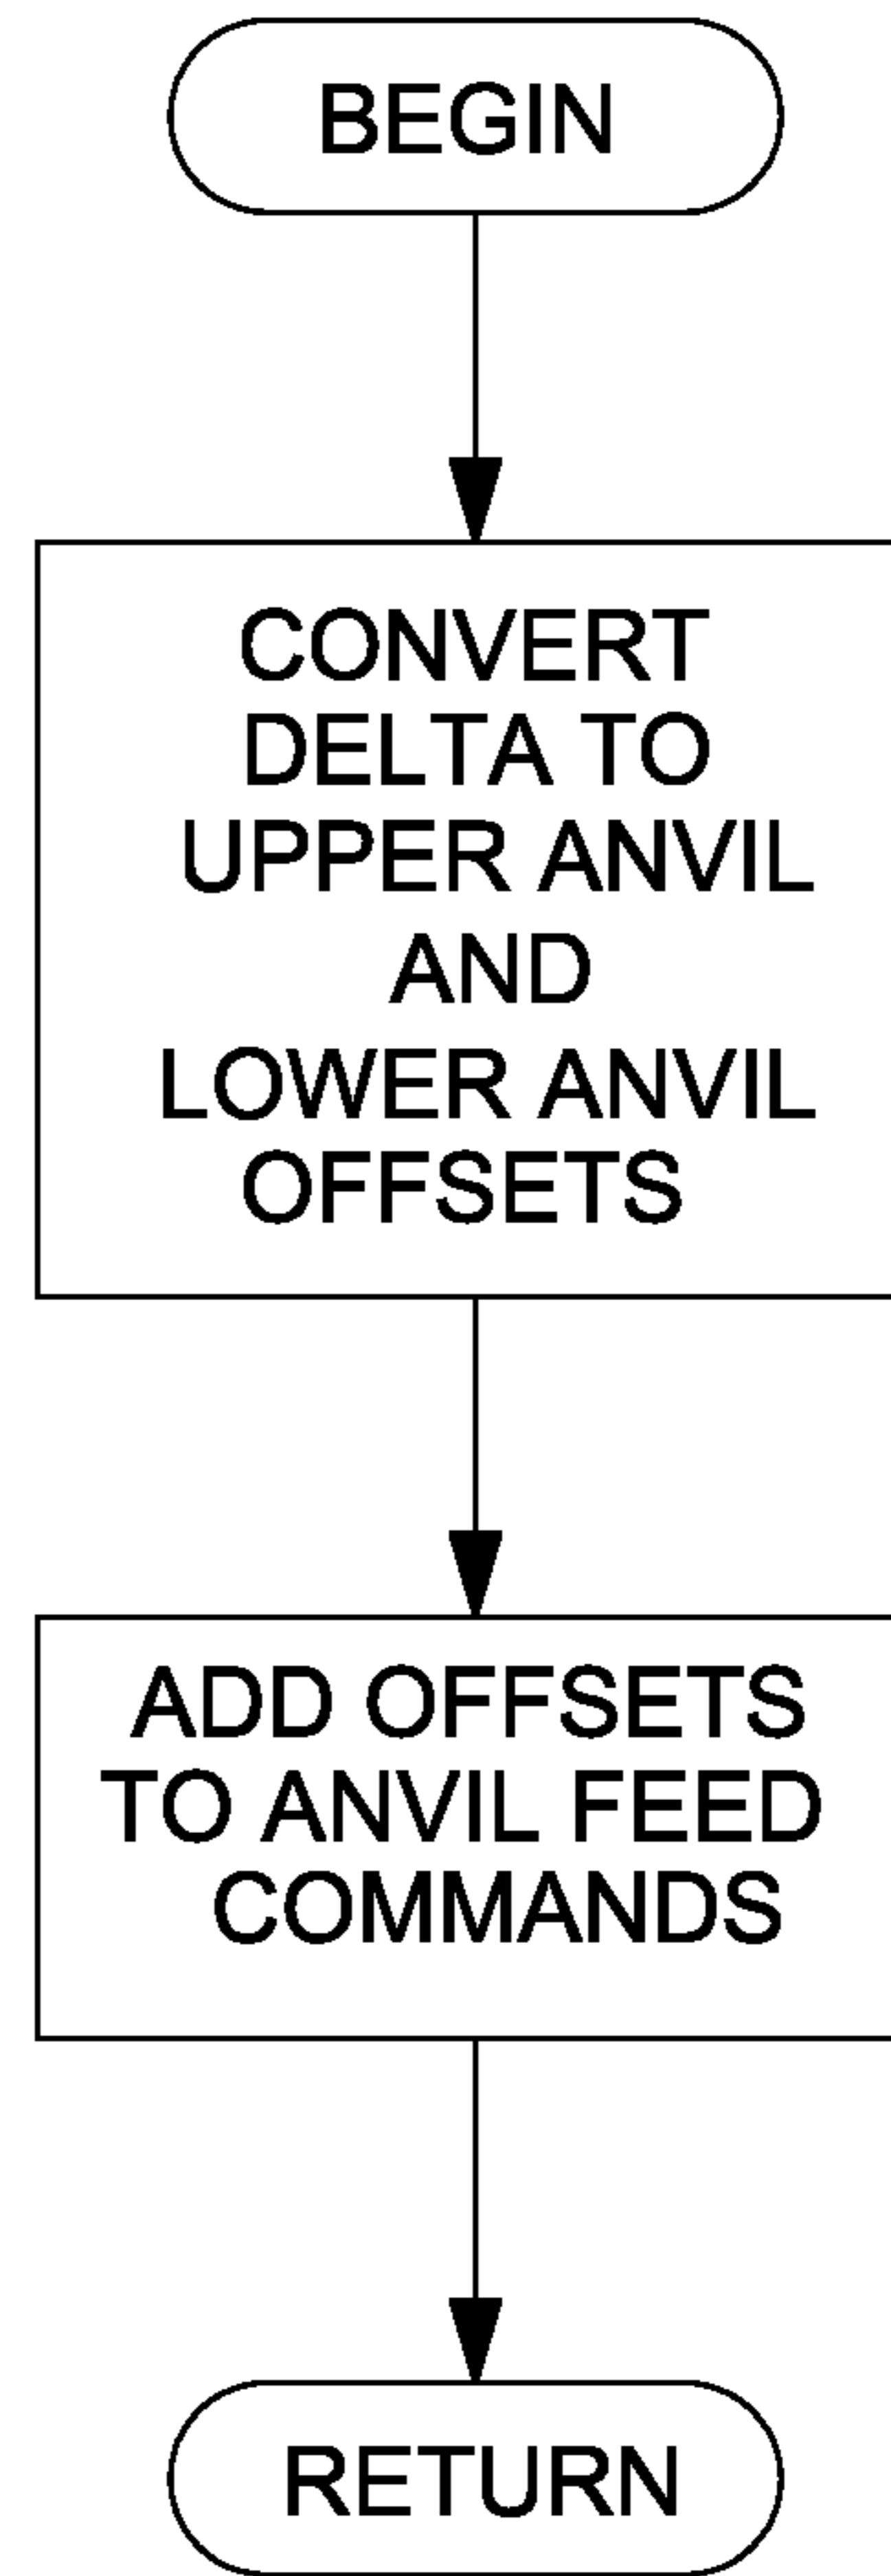 BEGIN
CONVERT
DELTA TO
UPPER ANVIL
AND
LOWER ANVIL
OFFSETS
ADD OFFSETS
TO ANVIL FEED
COMMANDS
RETURN